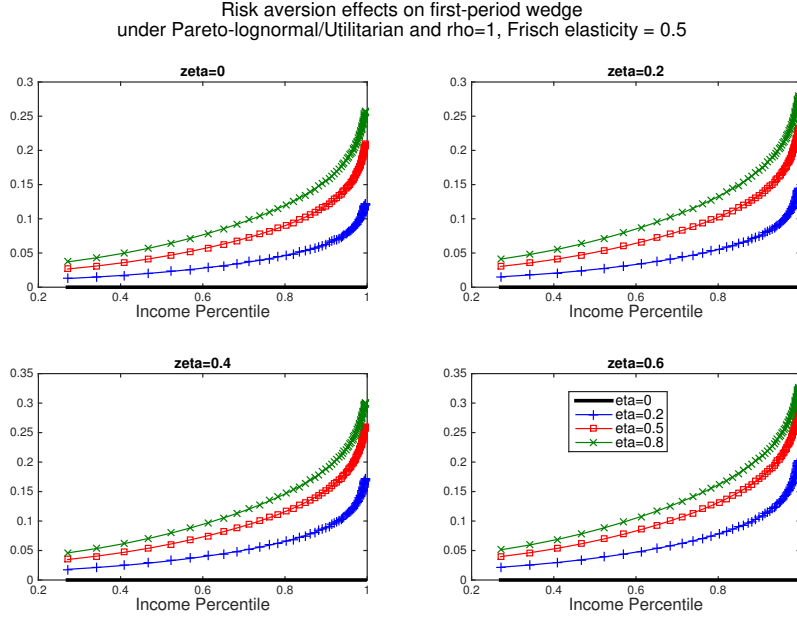 Risk aversion effects on first-period wedge
under Pareto-lognormal/Utilitarian and rho=1, Frisch elasticity = 0.5
zeta=0
0.3
0.25
0.2
0.15
0.1
0.05
0
0.2 0.4 0.6 0.8 1
Income Percentile
zeta=0.2
0.3
0.25
0.2
0.15
0.1
0.05
0
0.2 0.4 0.6 0.8
Income Percentile
zeta=0.4
0.35
0.3
0.25
0.2
0.15
0.1
0.05
0
0.2 0.4 0.6 0.8 1
Income Percentile
zeta=0.6
0.35
0.3
0.25
0.2
0.15
0.1
0.05
0
0.2 0.4 0.6 0.8
Income Percentile
eta=0
eta=0.2
eta=0.5
eta=0.8